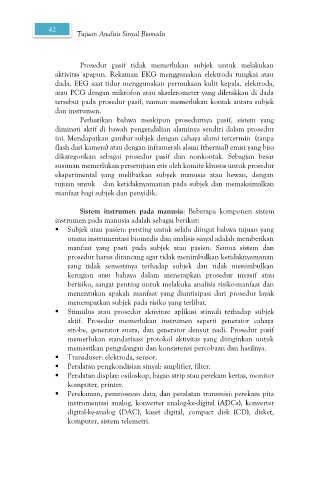 42
Tujuan Analisis Sinyal Biomedis
Prosedur pasif tidak memerlukan subjek untuk melakukan
aktivitas apapun. Rekaman EKG menggunakan elektroda tungkai atau
dada, EEG saat tidur menggunakan permukaan kulit kepala, elektroda,
atau PCG dengan mikrofon atau akselerometer yang diletakkan di dada
tersebut pada prosedur pasif, namun memerlukan kontak antara subjek
dan instrumen.
Perhatikan bahwa meskipun prosedurnya pasif, sistem yang
diminati aktif di bawah pengendalian alaminya sendiri dalam prosedur
ini. Mendapatkan gambar subjek dengan cahaya alami tercermin (tanpa
flash dari kamera) atau dengan inframerah alami (thermal) emisi yang bisa
dikategorikan sebagai prosedur pasif dan nonkontak. Sebagian besar
susunan memerlukan persetujuan etis oleh komite khusus untuk prosedur
eksperimental yang melibatkan subjek manusia atau hewan, dengan
tujuan untuk dan ketidaknyamanan pada subjek dan memaksimalkan
manfaat bagi subjek dan penyidik.
Sistem instrumen pada manusia: Beberapa komponen sistem
instrumen pada manusia adalah sebagai berikut:
▪ Subjek atau pasien: penting untuk selalu diingat bahwa tujuan yang
utama instrumentasi biomedis dan analisis sinyal adalah memberikan
manfaat yang pasti pada subjek atau pasien. Semua sistem dan
prosedur harus dirancang agar tidak menimbulkan ketidaknyamanan
yang tidak semestinya terhadap subjek dan tidak menimbulkan
kerugian atau bahaya dalam menerapkan prosedur invasif atau
berisiko, sangat penting untuk melakuka analisis risiko-manfaat dan
menentukan apakah manfaat yang diantisipasi dari prosedur layak
menempatkan subjek pada risiko yang terlibat.
▪ Stimulus atau prosedur aktivitas: aplikasi stimuli terhadap subjek
aktif. Prosedur memerlukan instrumen seperti generator cahaya
strobe, generator suara, dan generator denyut nadi. Prosedur pasif
memerlukan standarisasi protokol aktivitas yang diinginkan untuk
memastikan pengulangan dan konsistensi percobaan dan hasilnya.
▪ Transduser: elektroda, sensor.
▪ Peralatan pengkondisian sinyal: amplifier, filter.
▪ Peralatan display: osiloskop, bagan strip atau perekam kertas, monitor
komputer, printer.
▪ Perekaman, pemrosesan data, dan peralatan transmisi: perekam pita
instrumentasi analog, konverter analog-ke-digital (ADCs), konverter
digital-ke-analog (DAC), kaset digital, compact disk (CD), disket,
komputer, sistem telemetri.